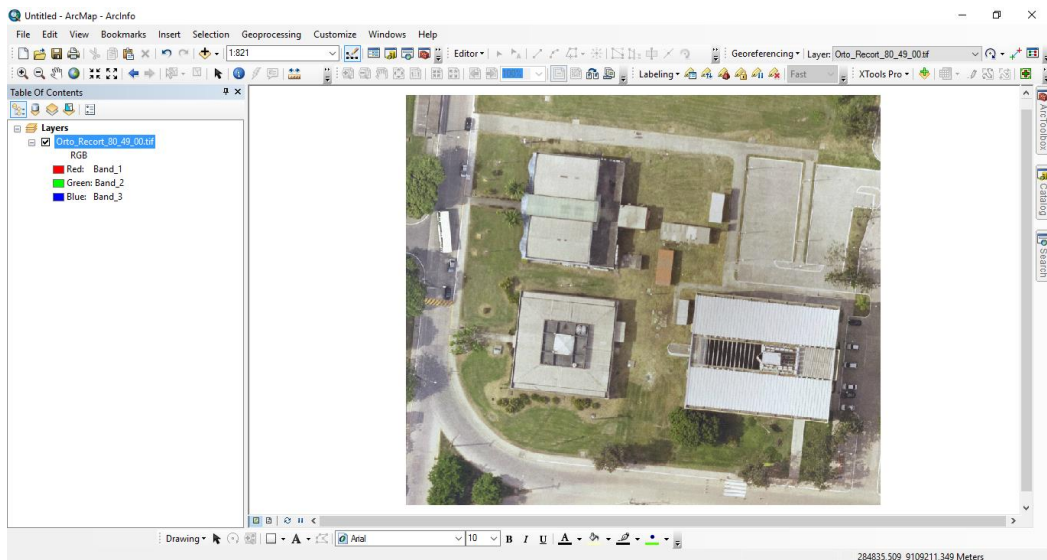 Untitled - ArcMap - ArcInfo
File Edit View Bookmarks Insert Selection Geoprocessing Customize Windows Help
1:821 Editor Georeferencing Layer: Orto_Recort_80_49_00.tif
100% Labeling Fast XTools Pro
Table Of Contents
Layers
Orto_Recort_80_49_00.tif
RGB
Red: Band_1
Green: Band_2
Blue: Band_3
ArcToolbox
Catalog
Search
Drawing A Arial 10 B I U A
284835.509 9109211.349 Meters